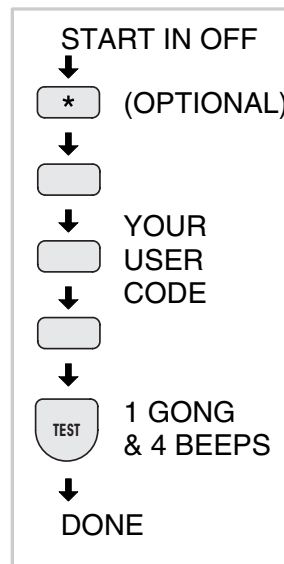 START IN OFF
* (OPTIONAL)
YOUR
USER
CODE
TEST
1 GONG
& 4 BEEPS
DONE